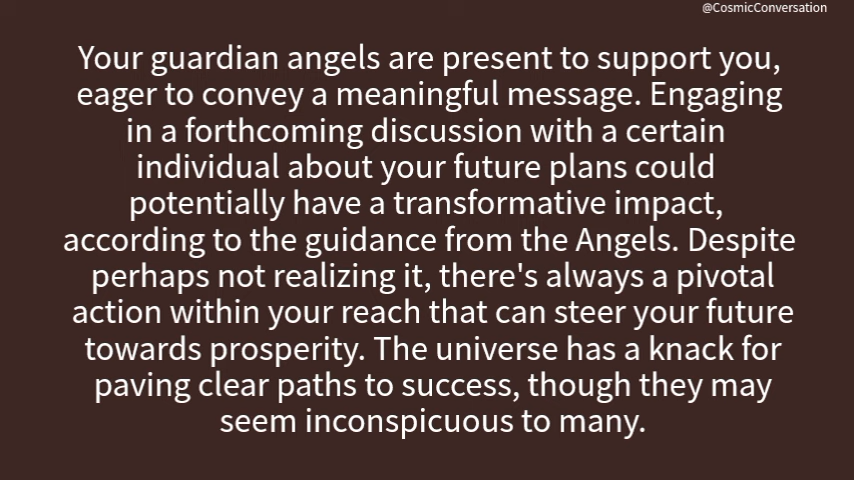 @CosmicConversation
Your guardian angels are present to support you,
eager to convey a meaningful message. Engaging
in a forthcoming discussion with a certain
individual about your future plans could
potentially have a transformative impact,
according to the guidance from the Angels. Despite
perhaps not realizing it, there's always a pivotal
action within your reach that can steer your future
towards prosperity. The universe has a knack for
paving clear paths to success, though they may
seem inconspicuous to many.